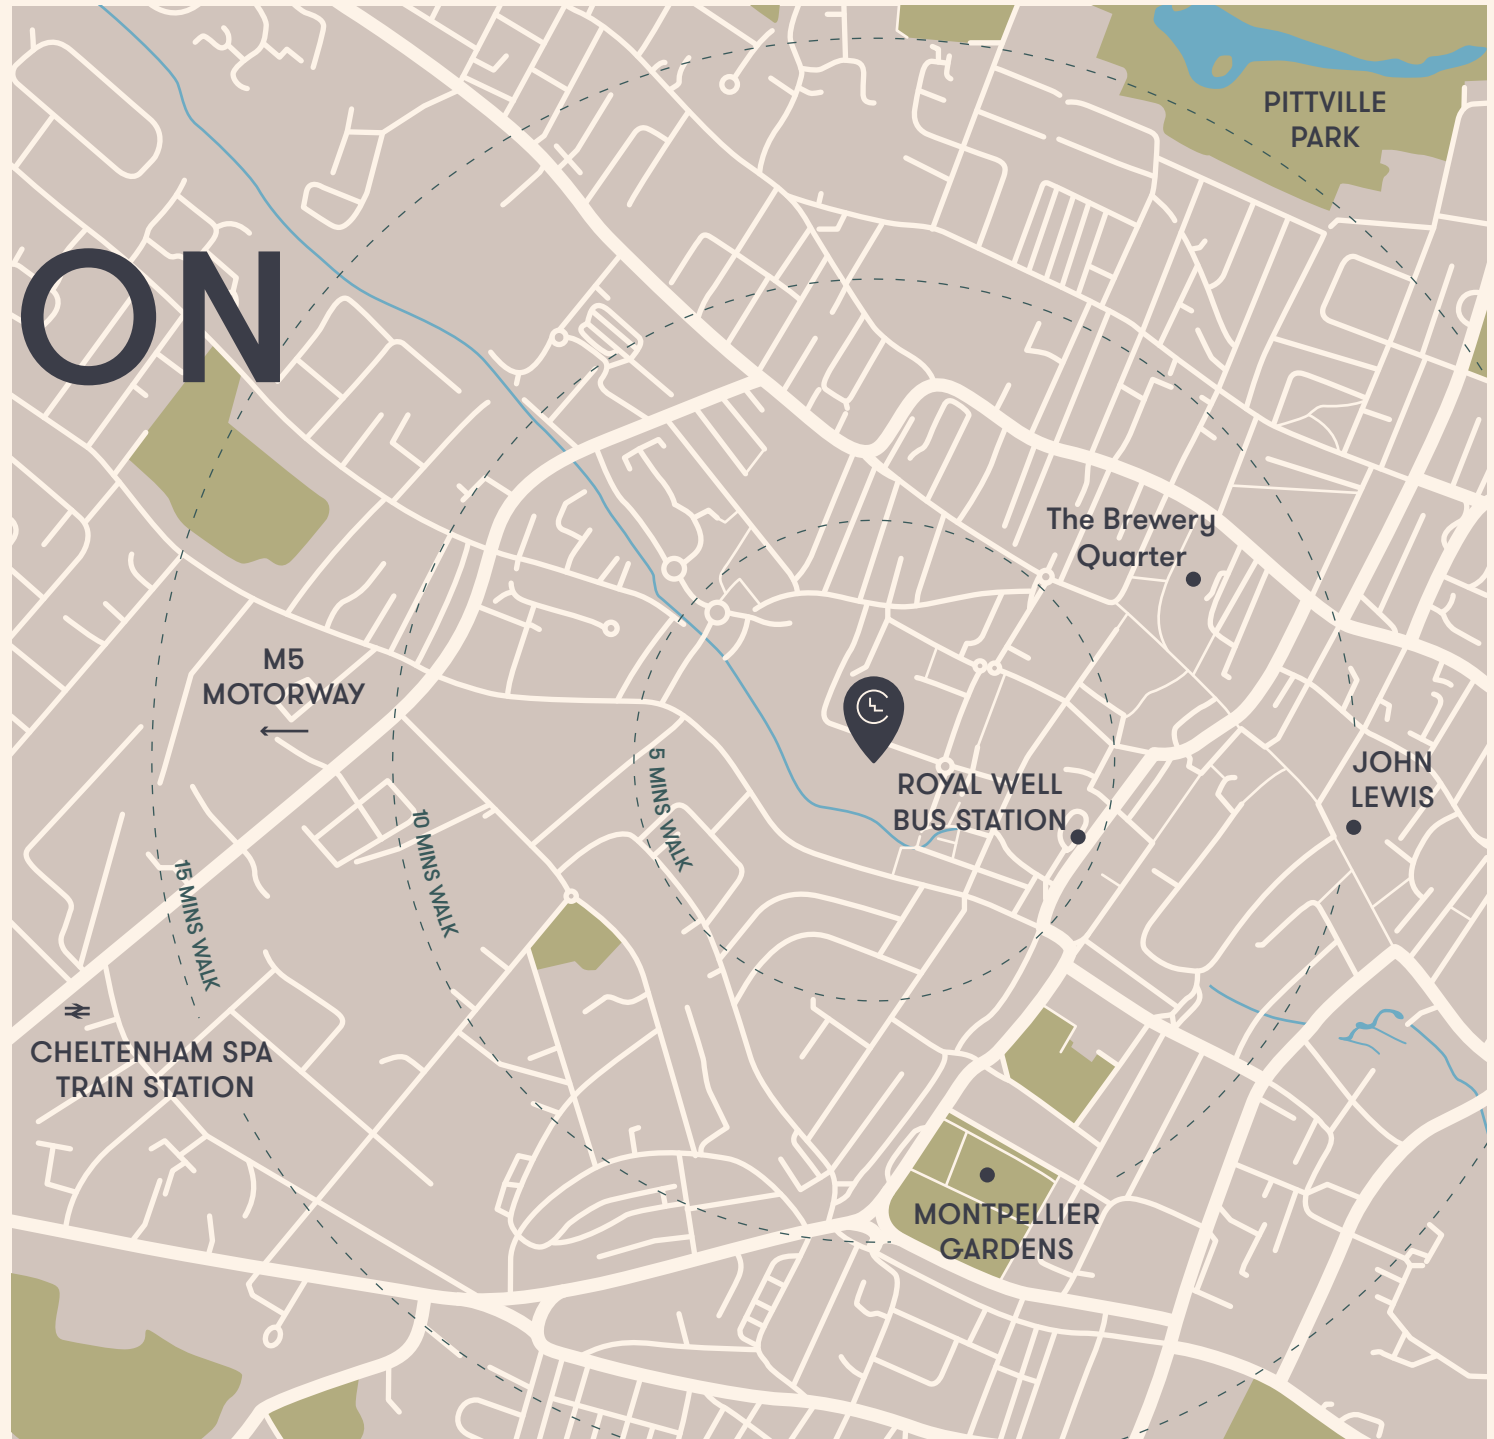 PITTVILLE
PARK
ON
The Brewery
Quarter
M5
MOTORWAY
JOHN
LEWIS
ROYAL WELL
BUS STATION
5 MINS WALK
10 MINS WALK
15 MINS WALK
CHELTENHAM SPA
TRAIN STATION
MONTPELLIER
GARDENS